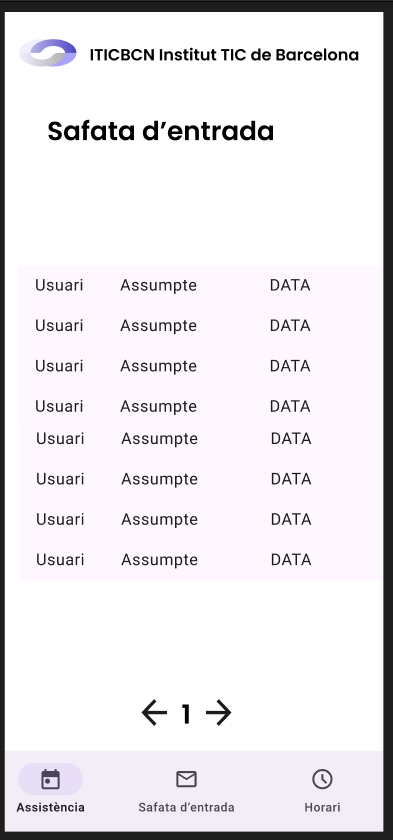 ITICBCN Institut TIC de Barcelona
Safata d’entrada
Usuari Assumpte DATA
Usuari Assumpte DATA
Usuari Assumpte DATA
Usuari Assumpte DATA
Usuari Assumpte DATA
Usuari Assumpte DATA
Usuari Assumpte DATA
Usuari Assumpte DATA
← 1 →
Assistència Safata d’entrada Horari